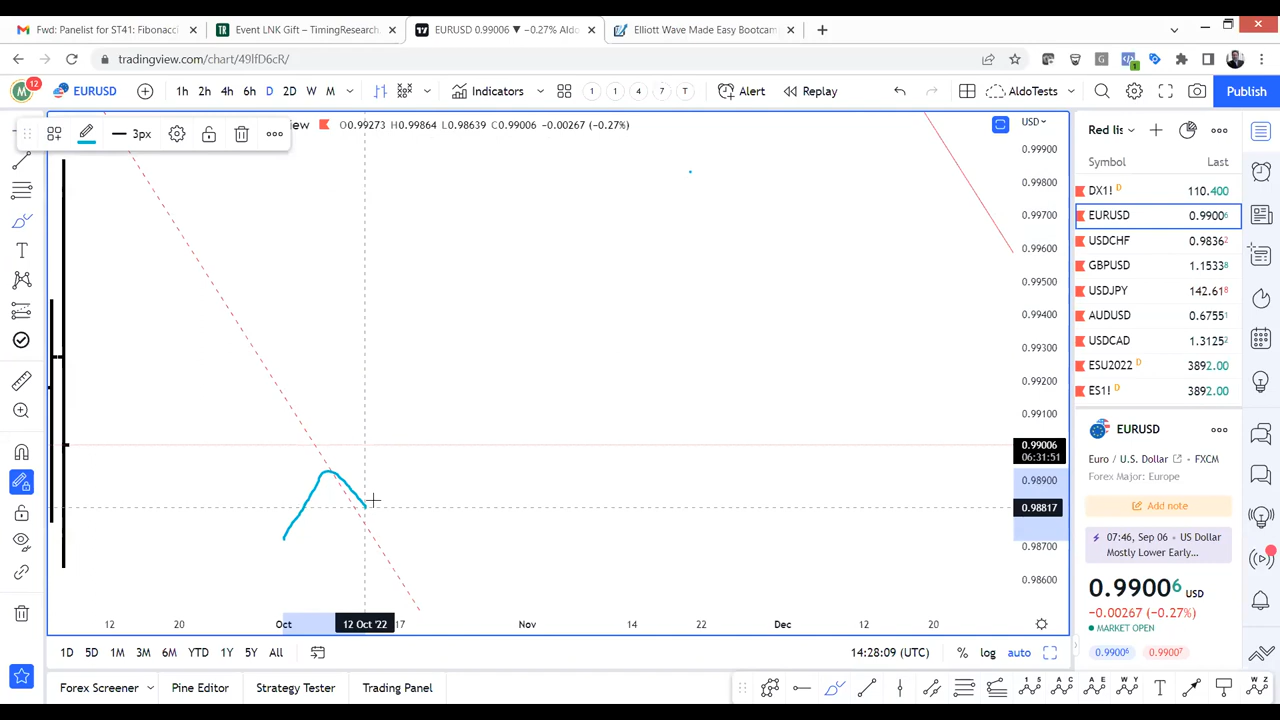 Fwd: Panelist for ST41: Fibonacci
Event LNK Gift – TimingResearch.
EURUSD 0.99006 ▼ −0.27% Aldo
Elliott Wave Made Easy Bootcam
tradingview.com/chart/49lfD6cR/
M
12
EURUSD
1h 2h 4h 6h D 2D W M
Indicators
1 1 4 7 T
Alert
Replay
AldoTests
Publish
3px
iew
O0.99273 H0.99864 L0.98639 C0.99006 −0.00267 (−0.27%)
USD
0.99900
0.99800
0.99700
0.99600
0.99500
0.99400
0.99300
0.99200
0.99100
0.99006
06:31:51
0.98900
0.98817
0.98700
0.98600
12 20 Oct 12 Oct '22 17 Nov 14 22 Dec 12 20
1D 5D 1M 3M 6M YTD 1Y 5Y All
14:28:09 (UTC)
% log auto
Forex Screener
Pine Editor
Strategy Tester
Trading Panel
Red lis
Symbol Last
DX1! D 110.400
EURUSD 0.99006
USDCHF 0.98362
GBPUSD 1.15338
USDJPY 142.618
AUDUSD 0.67551
USDCAD 1.31252
ESU2022 D 3892.00
ES1! D 3892.00
EURUSD
Euro / U.S. Dollar FXCM
Forex Major: Europe
Add note
07:46, Sep 06 • US Dollar
Mostly Lower Early...
0.99006 USD
−0.00267 (−0.27%)
MARKET OPEN
0.99006 0.99007